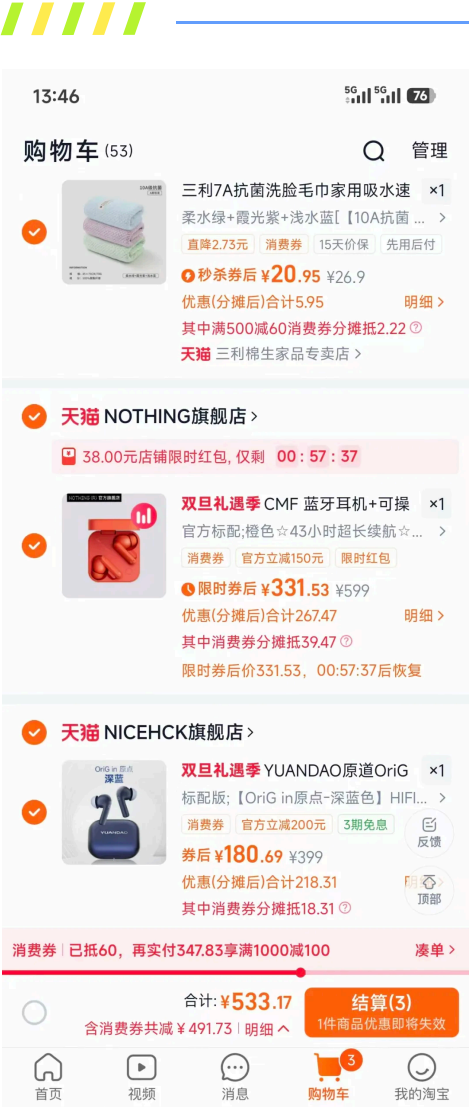 13:46
5G 5G 76
购物车(53)
管理
三利7A抗菌洗脸毛巾家用吸水速 ×1
柔水绿+霞光紫+浅水蓝[【10A抗菌 ... >
直降2.73元 消费券 15天价保 先用后付
秒杀券后 ¥20.95 ¥26.9
优惠(分摊后)合计5.95 明细 >
其中满500减60消费券分摊抵2.22
天猫 三利棉生家品专卖店 >
天猫 NOTHING旗舰店 >
38.00元店铺限时红包, 仅剩 00 : 57 : 37
双旦礼遇季 CMF 蓝牙耳机+可操 ×1
官方标配;橙色☆43小时超长续航☆... >
消费券 官方立减150元 限时红包
限时券后 ¥331.53 ¥599
优惠(分摊后)合计267.47 明细 >
其中消费券分摊抵39.47
限时券后价331.53, 00:57:37后恢复
天猫 NICEHCK旗舰店 >
OriG in 原点
深蓝
YUANDAO
双旦礼遇季 YUANDAO原道OriG ×1
标配版;【OriG in原点-深蓝色】HIFI... >
消费券 官方立减200元 3期免息
券后 ¥180.69 ¥399
反馈
优惠(分摊后)合计218.31
顶部
其中消费券分摊抵18.31
消费券 | 已抵60, 再实付347.83享满1000减100 凑单 >
合计: ¥533.17
含消费券共减 ¥ 491.73 | 明细
结算(3)
1件商品优惠即将失效
首页 视频 消息 购物车 3 我的淘宝